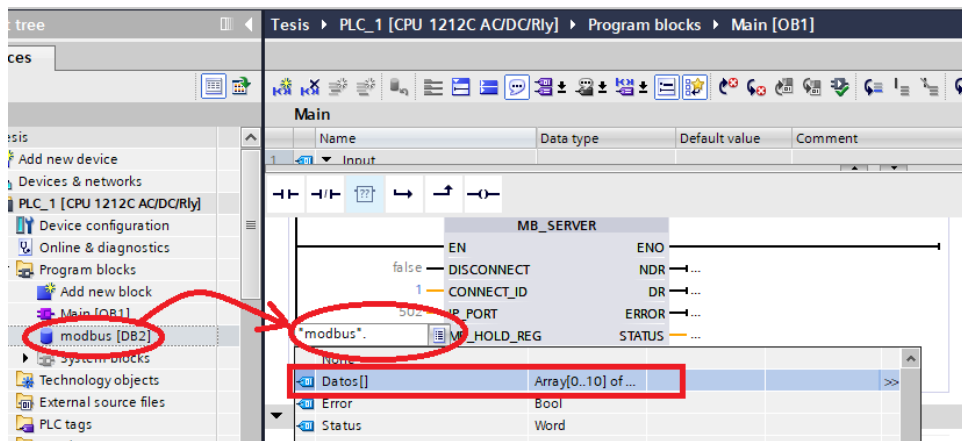 t tree
Tesis ▸ PLC_1 [CPU 1212C AC/DC/Rly] ▸ Program blocks ▸ Main [OB1]
ces
Main
Name Data type Default value Comment
1 Input
esis
Add new device
Devices & networks
PLC_1 [CPU 1212C AC/DC/Rly]
Device configuration
Online & diagnostics
Program blocks
Add new block
Main [OB1]
modbus [DB2]
System blocks
Technology objects
External source files
PLC tags
??
MB_SERVER
EN ENO
false DISCONNECT NDR ...
1 CONNECT_ID DR ...
502 IP_PORT ERROR ...
"modbus". MB_HOLD_REG STATUS ...
None
Datos[] Array[0..10] of ... >>
Error Bool
Status Word